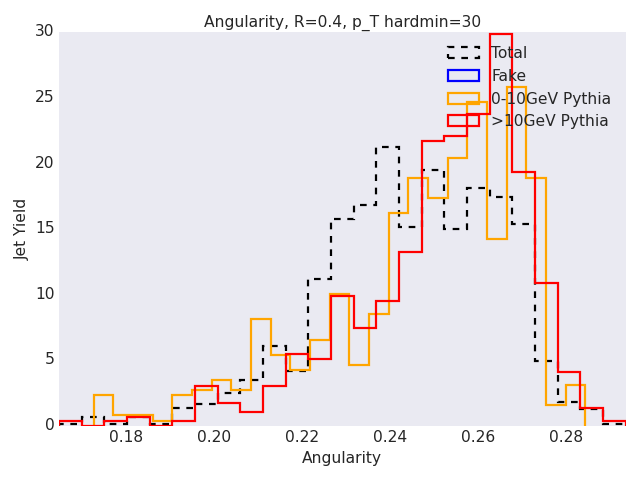 Angularity, R=0.4, p_T hardmin=30
30
25
20
15
10
5
0
Jet Yield
Total
Fake
0-10GeV Pythia
>10GeV Pythia
0.18 0.20 0.22 0.24 0.26 0.28
Angularity